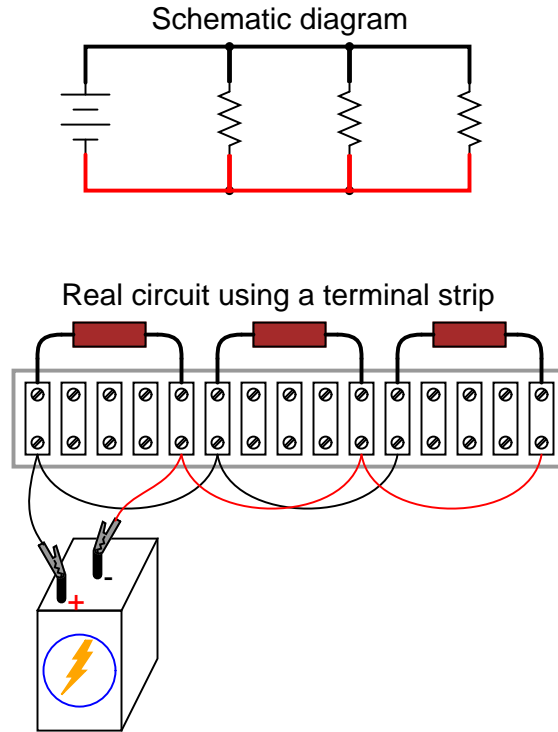 Schematic diagram
Real circuit using a terminal strip
-
+